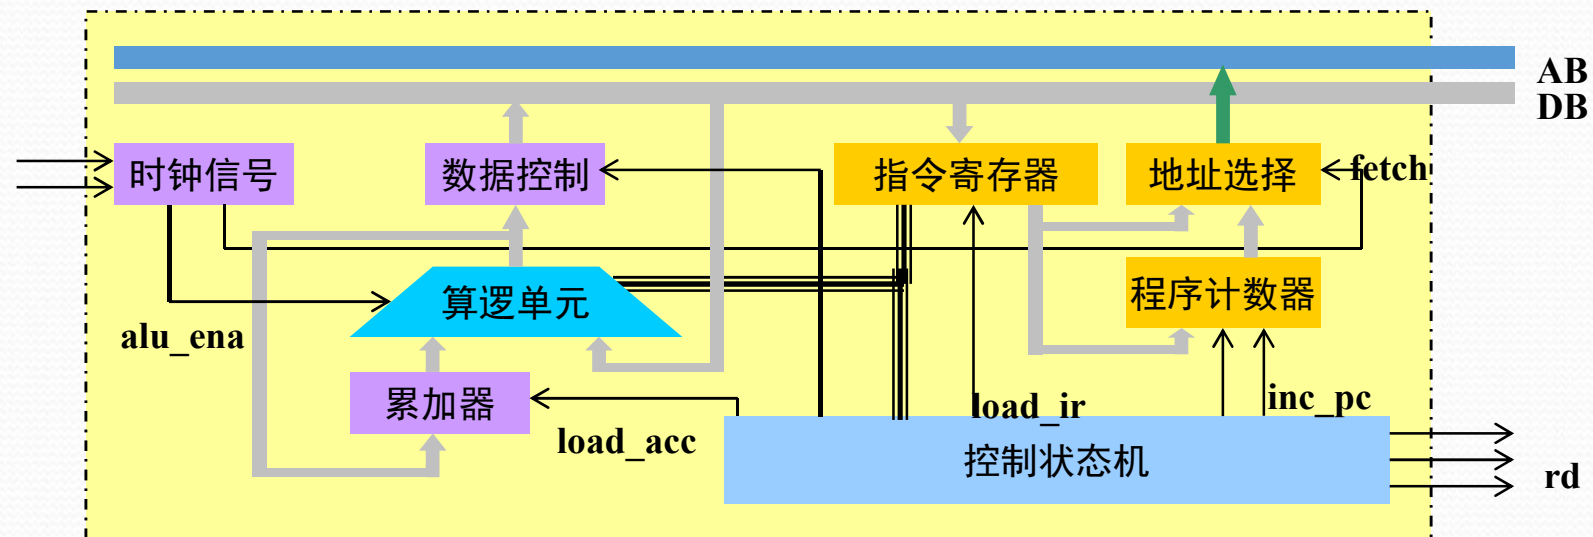 AB
DB
时钟信号
数据控制
指令寄存器
地址选择
fetch
算逻单元
程序计数器
alu_ena
累加器
load_acc
load_ir
inc_pc
控制状态机
rd